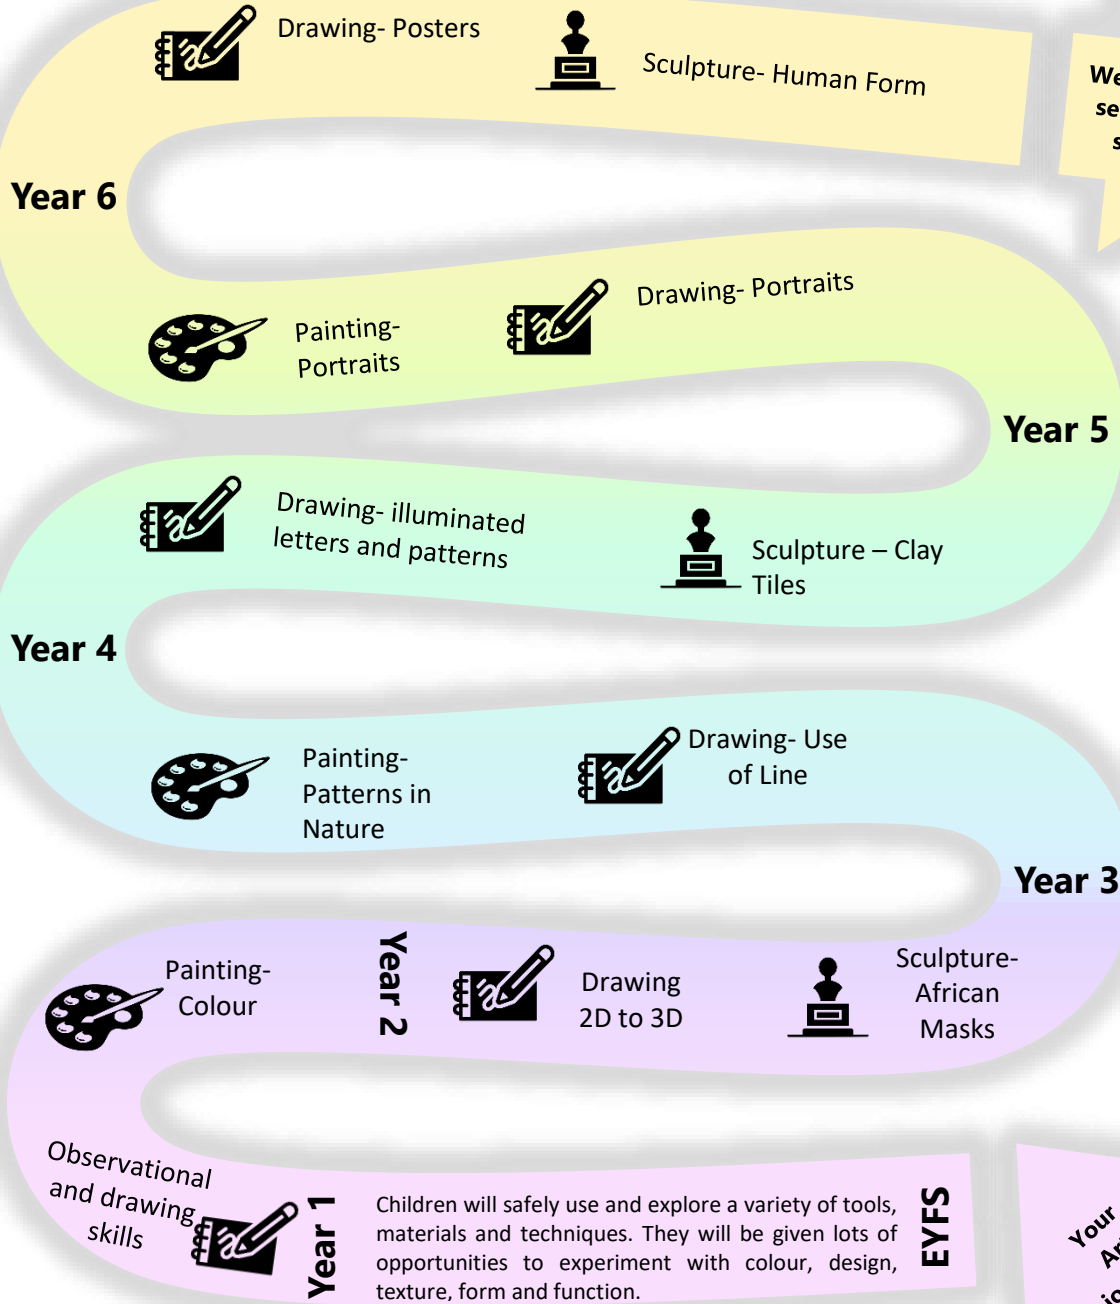 Drawing- Posters
Sculpture- Human Form
We
se
s
Year 6
Drawing- Portraits
Painting-
Portraits
Year 5
Drawing- illuminated
letters and patterns
Sculpture – Clay
Tiles
Year 4
Drawing- Use
of Line
Painting-
Patterns in
Nature
Year 3
Painting-
Colour
Year 2
Drawing
2D to 3D
Sculpture-
African
Masks
Observational
and drawing
skills
Year 1
Children will safely use and explore a variety of tools,
materials and techniques. They will be given lots of
opportunities to experiment with colour, design,
texture, form and function.
EYFS
Your